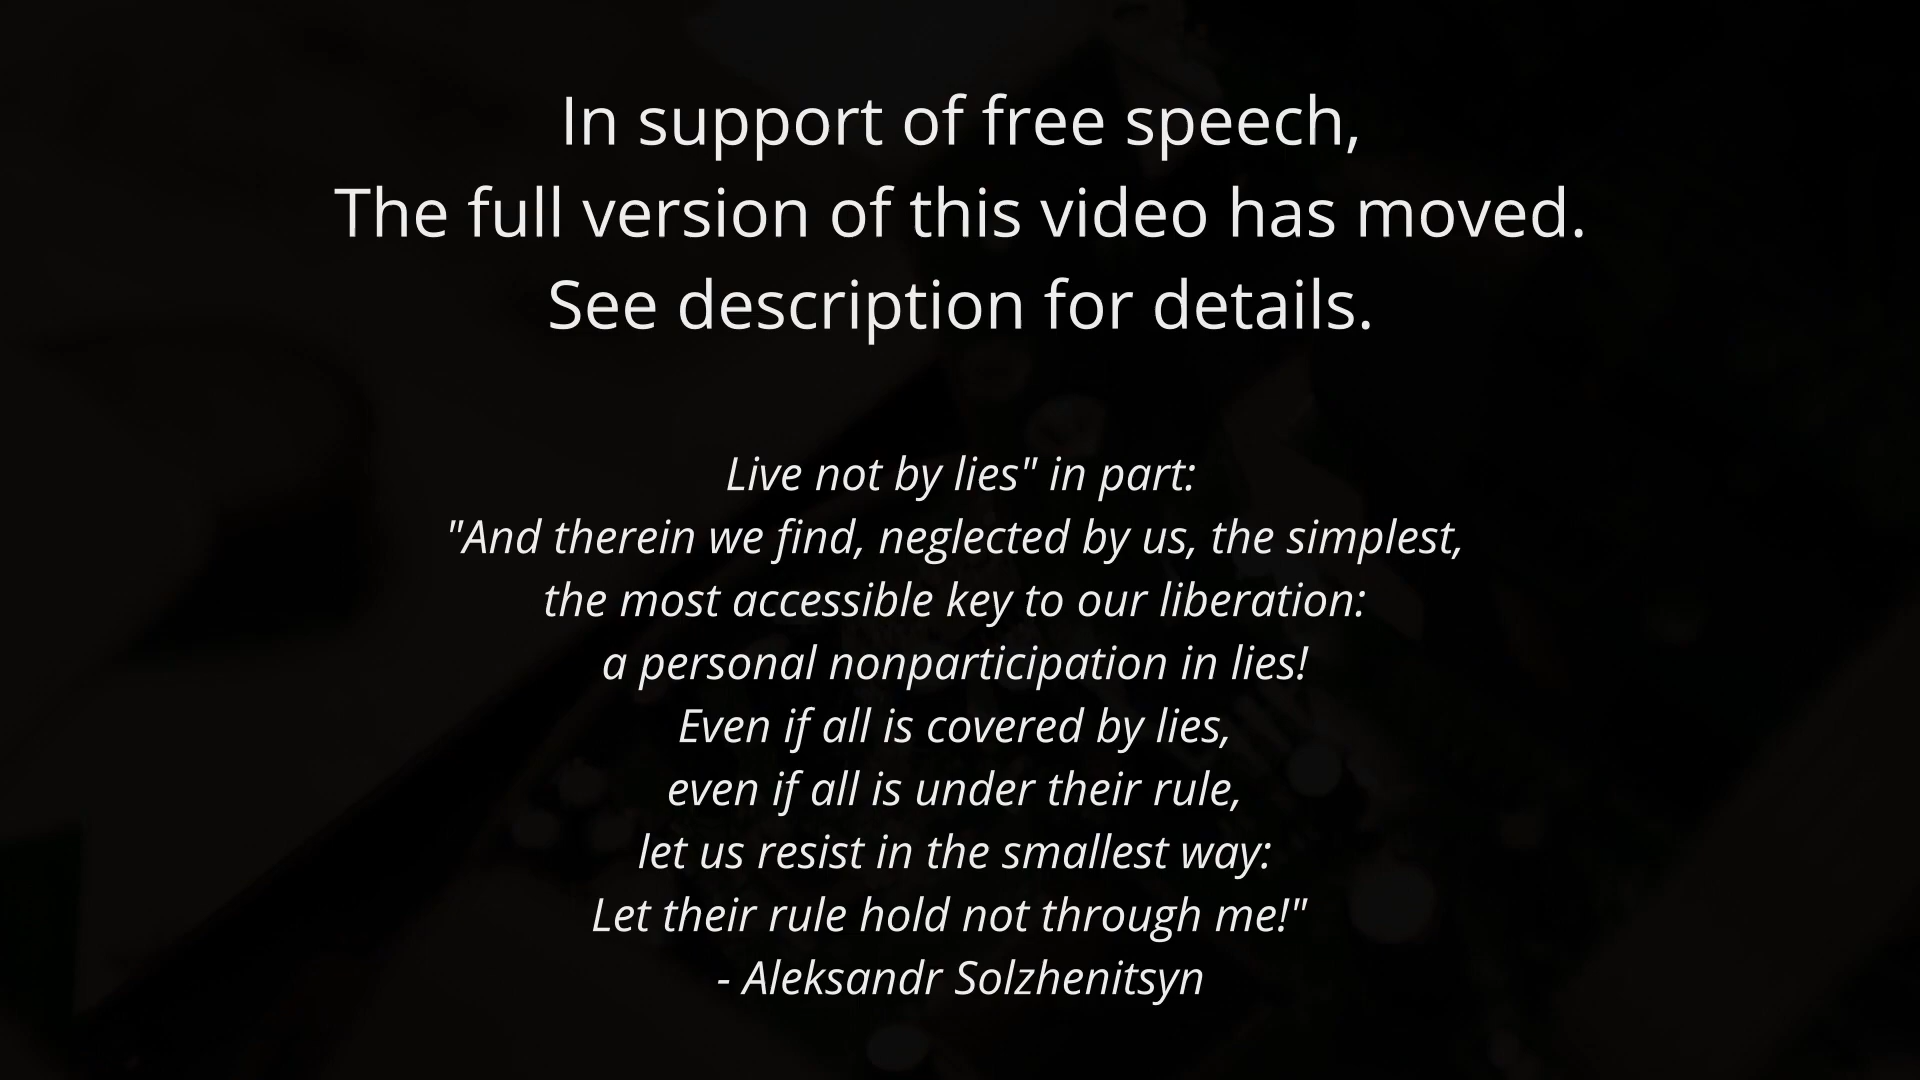 In support of free speech,
The full version of this video has moved.
See description for details.
Live not by lies" in part:
"And therein we find, neglected by us, the simplest,
the most accessible key to our liberation:
a personal nonparticipation in lies!
Even if all is covered by lies,
even if all is under their rule,
let us resist in the smallest way:
Let their rule hold not through me!"
- Aleksandr Solzhenitsyn